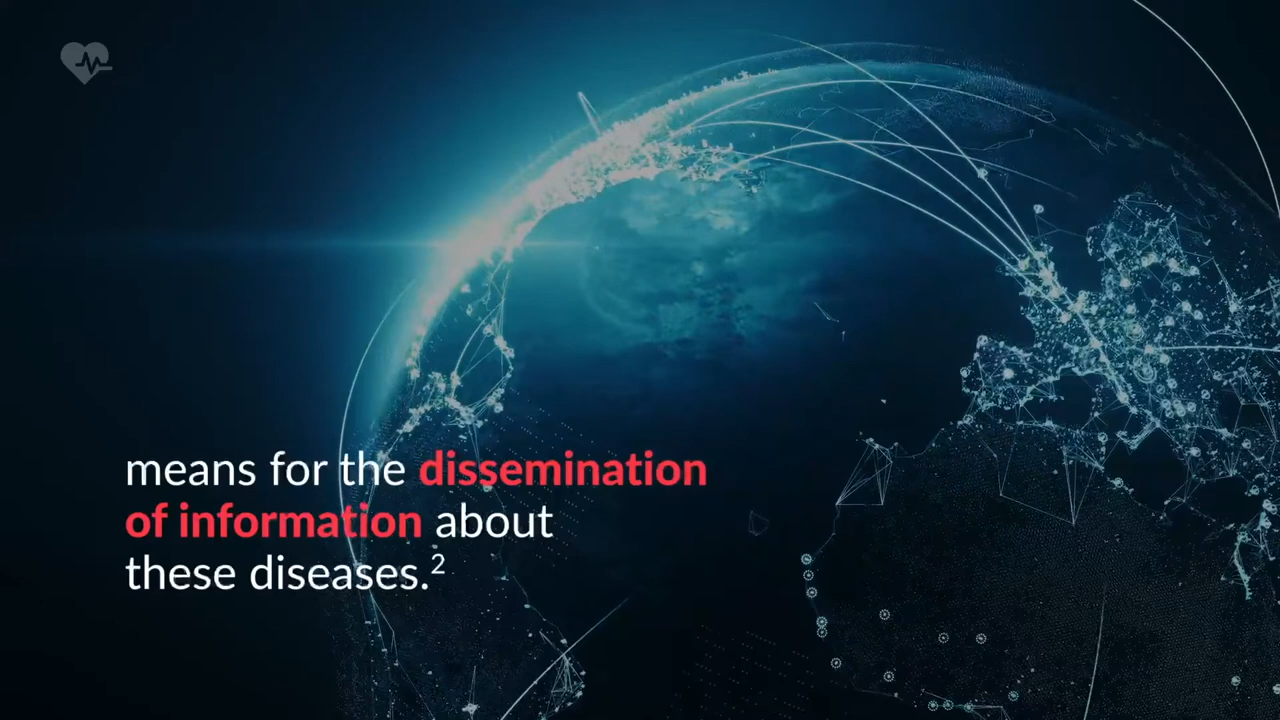 means for the dissemination
of information about
these diseases.²